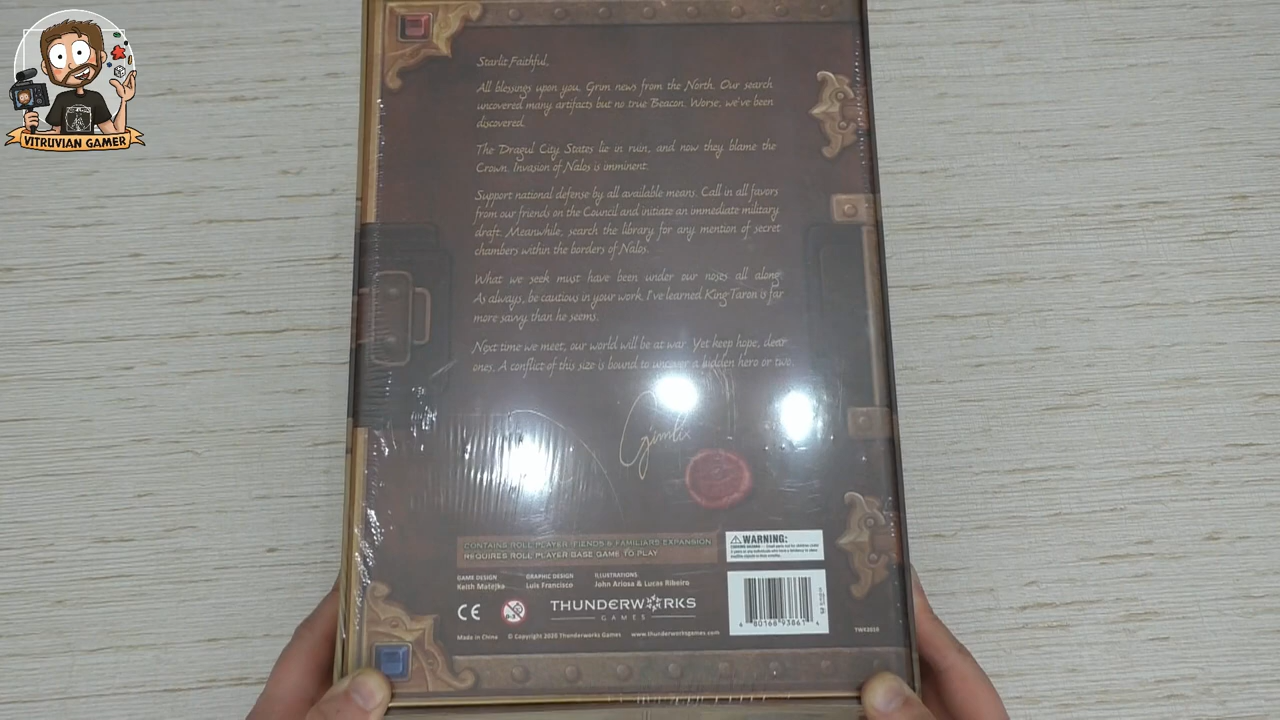 VITRUVIAN GAMER
Starlit Faithful,
All blessings upon you. Grim news from the North. Our search
uncovered many artifacts but no true Beacon. Worse, we've been
discovered.
The Dragul City States lie in ruin, and now they blame the
Crown. Invasion of Nalos is imminent.
Support national defense by all available means. Call in all favors
from our friends on the Council and initiate an immediate military
draft. Meanwhile, search the library for any mention of secret
chambers within the borders of Nalos.
What we seek must have been under our noses all along.
As always, be cautious in your work. I've learned King Taron is far
more savvy than he seems.
Next time we meet, our world will be at war. Yet keep hope, dear
ones. A conflict of this size is bound to uncover a hidden hero or two.
Gimlix
CONTAINS ROLL PLAYER: FIENDS & FAMILIARS EXPANSION
REQUIRES ROLL PLAYER BASE GAME TO PLAY
WARNING:
GAME DESIGN
Keith Matejka
GRAPHIC DESIGN
Luis Francisco
ILLUSTRATIONS
John Ariosa & Lucas Ribeiro
CE
0-3
THUNDERWORKS
GAMES
Made in China © Copyright 2020 Thunderworks Games www.thunderworksgames.com
6 80168 93861 4